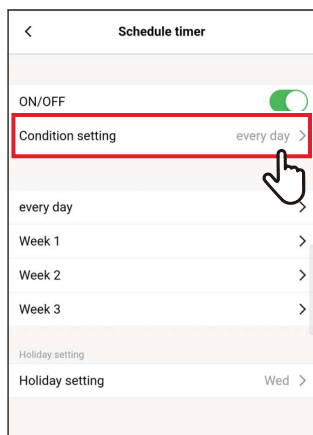 Schedule timer
ON/OFF
Condition setting every day
every day
Week 1
Week 2
Week 3
Holiday setting
Holiday setting Wed